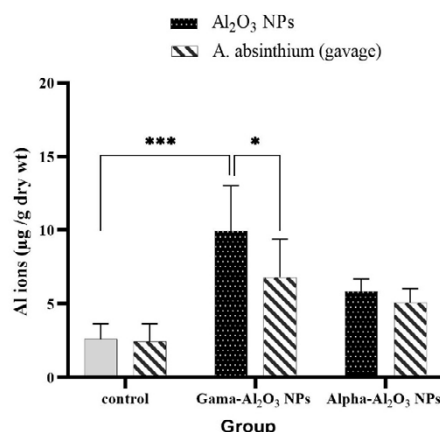 Al₂O₃ NPs
A. absinthium (gavage)
Al ions (µg /g dry wt)
20
15
10
5
0
*** *
control Gama-Al₂O₃ NPs Alpha-Al₂O₃ NPs
Group